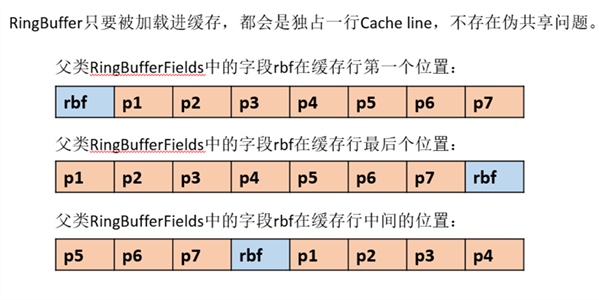 RingBuffer只要被加载进缓存，都会是独占一行Cache line，不存在伪共享问题。
父类RingBufferFields中的字段rbf在缓存行第一个位置：
rbf p1 p2 p3 p4 p5 p6 p7
父类RingBufferFields中的字段rbf在缓存行最后个位置：
p1 p2 p3 p4 p5 p6 p7 rbf
父类RingBufferFields中的字段rbf在缓存行中间的位置：
p5 p6 p7 rbf p1 p2 p3 p4